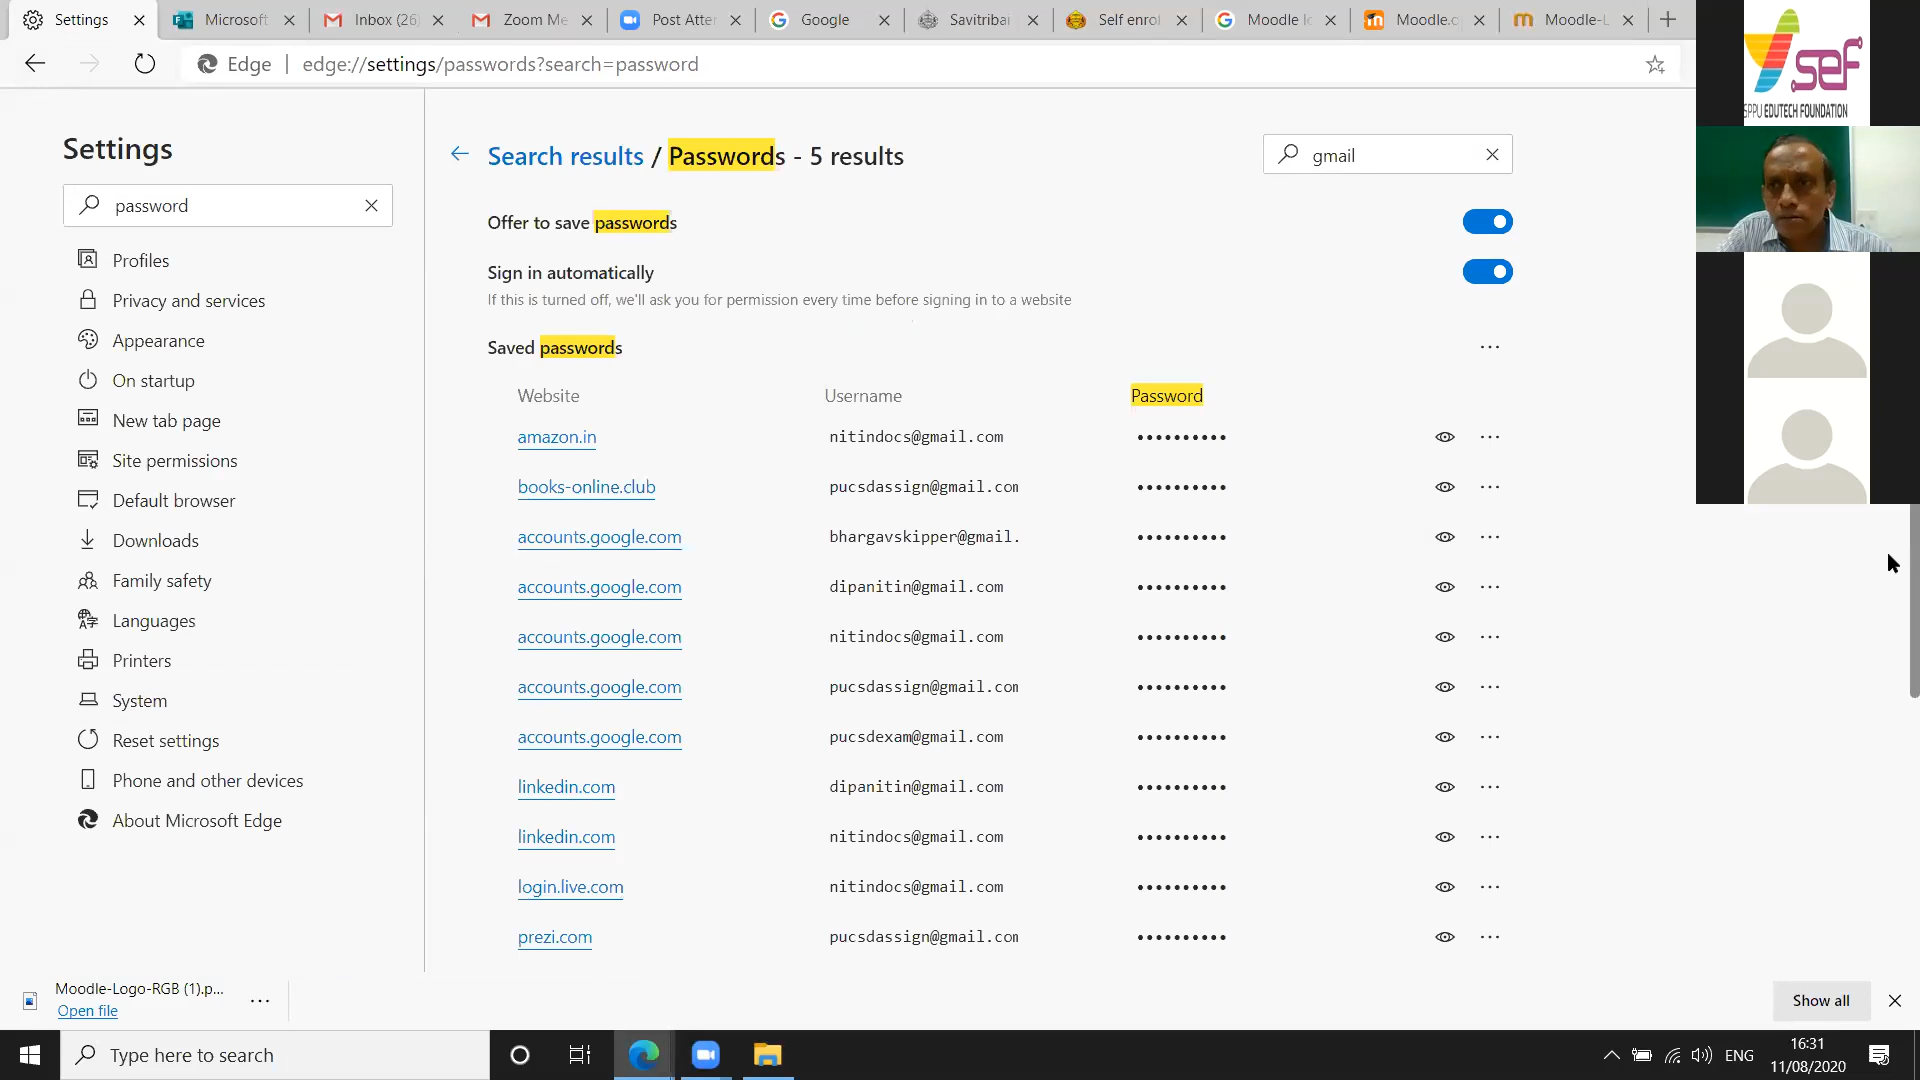 Settings
Microsoft
Inbox (26
Zoom Me
Post Atter
Google
Savitribai
Self enrol
Moodle l
Moodle.o
Moodle-L
Edge
edge://settings/passwords?search=password
sef
SPPU EDUTECH FOUNDATION
Settings
password
Profiles
Privacy and services
Appearance
On startup
New tab page
Site permissions
Default browser
Downloads
Family safety
Languages
Printers
System
Reset settings
Phone and other devices
About Microsoft Edge
Search results / Passwords - 5 results
gmail
Offer to save passwords
Sign in automatically
If this is turned off, we'll ask you for permission every time before signing in to a website
Saved passwords
Website Username Password
amazon.in nitindocs@gmail.com ••••••••••
books-online.club pucsdassign@gmail.com ••••••••••
accounts.google.com bhargavskipper@gmail. ••••••••••
accounts.google.com dipanitin@gmail.com ••••••••••
accounts.google.com nitindocs@gmail.com ••••••••••
accounts.google.com pucsdassign@gmail.com ••••••••••
accounts.google.com pucsdexam@gmail.com ••••••••••
linkedin.com dipanitin@gmail.com ••••••••••
linkedin.com nitindocs@gmail.com ••••••••••
login.live.com nitindocs@gmail.com ••••••••••
prezi.com pucsdassign@gmail.com ••••••••••
Moodle-Logo-RGB (1).p...
Open file
Show all
Type here to search
ENG
16:31
11/08/2020